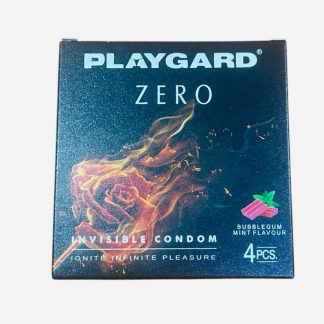 PLAYGARD®
ZERO
BUBBLEGUM
MINT FLAVOUR
INVISIBLE CONDOM
IGNITE INFINITE PLEASURE
4PCS.